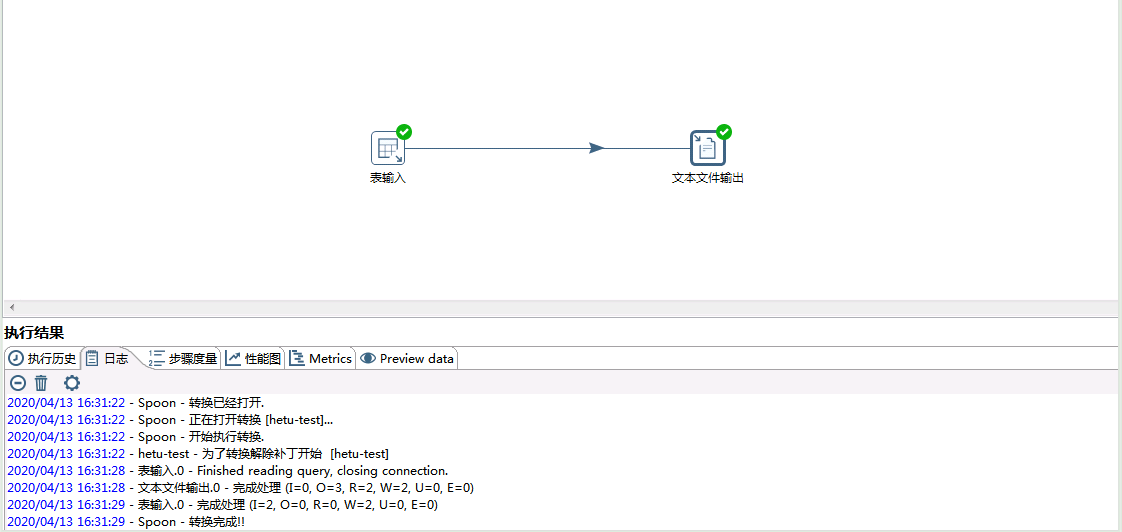 表输入 文本文件输出
执行结果
执行历史 日志 步骤度量 性能图 Metrics Preview data
2020/04/13 16:31:22 - Spoon - 转换已经打开.
2020/04/13 16:31:22 - Spoon - 正在打开转换 [hetu-test]...
2020/04/13 16:31:22 - Spoon - 开始执行转换.
2020/04/13 16:31:22 - hetu-test - 为了转换解除补丁开始  [hetu-test]
2020/04/13 16:31:28 - 表输入.0 - Finished reading query, closing connection.
2020/04/13 16:31:28 - 文本文件输出.0 - 完成处理 (I=0, O=3, R=2, W=2, U=0, E=0)
2020/04/13 16:31:29 - 表输入.0 - 完成处理 (I=2, O=0, R=0, W=2, U=0, E=0)
2020/04/13 16:31:29 - Spoon - 转换完成!!